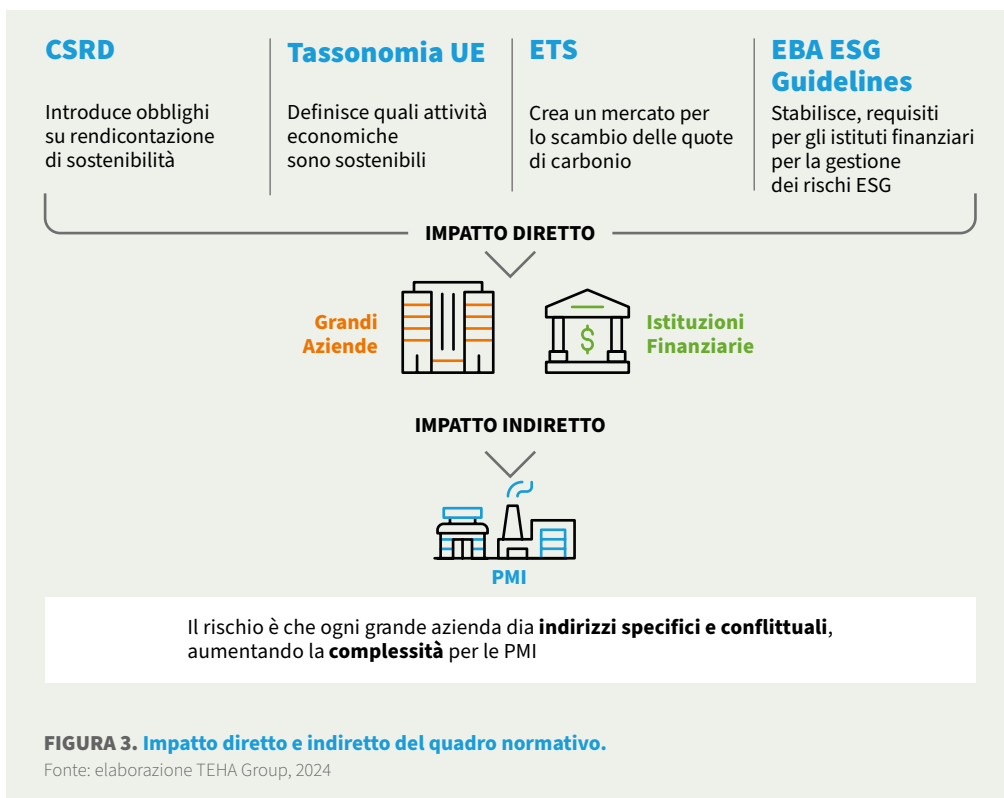 CSRD
Introduce obblighi
su rendicontazione
di sostenibilità
Tassonomia UE
Definisce quali attività
economiche
sono sostenibili
ETS
Crea un mercato per
lo scambio delle quote
di carbonio
EBA ESG
Guidelines
Stabilisce, requisiti
per gli istituti finanziari
per la gestione
dei rischi ESG
IMPATTO DIRETTO
Grandi
Aziende
$
Istituzioni
Finanziarie
IMPATTO INDIRETTO
PMI
Il rischio è che ogni grande azienda dia indirizzi specifici e conflittuali,
aumentando la complessità per le PMI
FIGURA 3. Impatto diretto e indiretto del quadro normativo.
Fonte: elaborazione TEHA Group, 2024